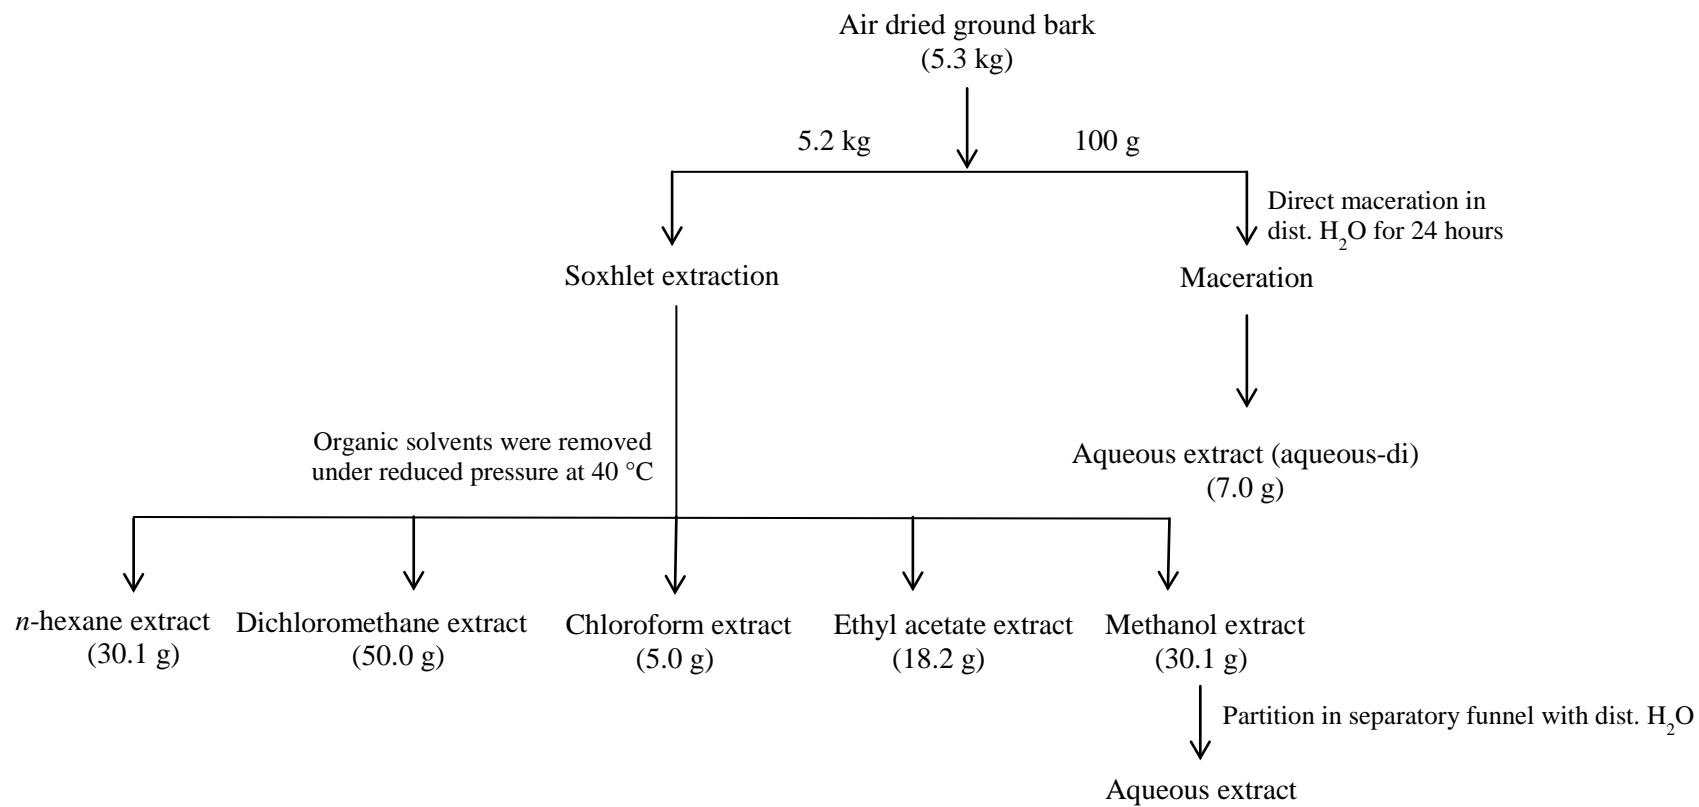 Air dried ground bark
(5.3 kg)
5.2 kg
100 g
Direct maceration in
dist. H2O for 24 hours
Soxhlet extraction
Maceration
Organic solvents were removed
under reduced pressure at 40 °C
Aqueous extract (aqueous-di)
(7.0 g)
n-hexane extract
(30.1 g)
Dichloromethane extract
(50.0 g)
Chloroform extract
(5.0 g)
Ethyl acetate extract
(18.2 g)
Methanol extract
(30.1 g)
Partition in separatory funnel with dist. H2O
Aqueous extract